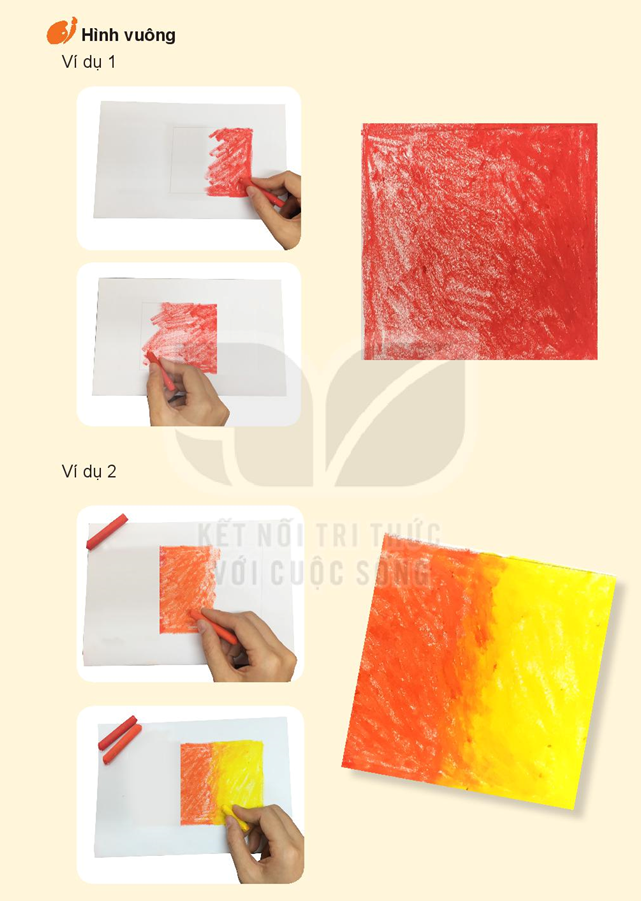 Hình vuông
Ví dụ 1
Ví dụ 2
KẾT NỐI TRI THỨC
VỚI CUỘC SỐNG